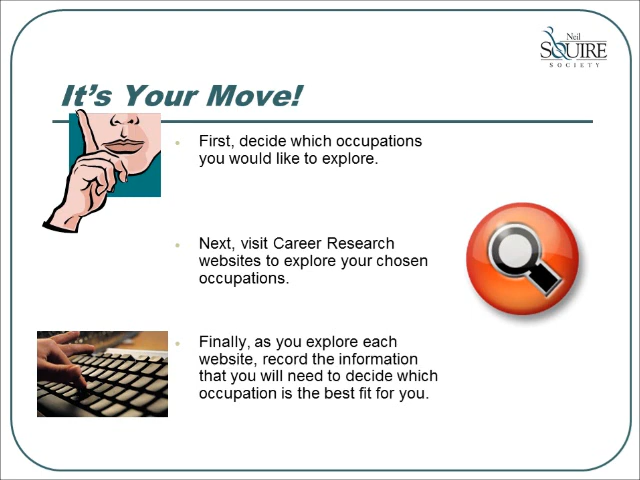 Neil
SQUIRE
SOCIETY
It's Your Move!
First, decide which occupations
you would like to explore.
Next, visit Career Research
websites to explore your chosen
occupations.
Finally, as you explore each
website, record the information
that you will need to decide which
occupation is the best fit for you.